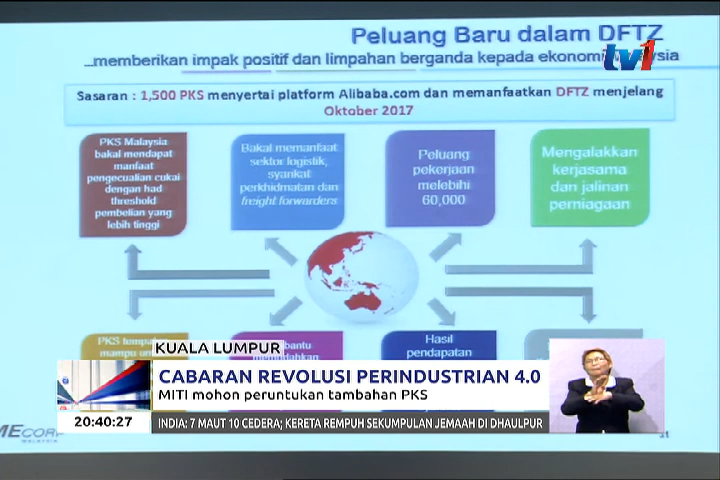 Peluang Baru dalam DFTZ
...memberikan impak positif dan limpahan berganda kepada
tv1
Sasaran : 1,500 PKS menyertai platform Alibaba.com dan memanfaatkan DFTZ menjelang
Oktober 2017
PKS Malaysia
bakal mendapat
manfaat
pengecualian cukai
dengan had
threshold
pembelian yang
lebih tinggi
Bakal memanfaat
sektor logistik,
syarikat
perkhidmatan dan
freight forwarders
Peluang
pekerjaan
melebihi
60,000
Mengalakkan
kerjasama
dan jalinan
perniagaan
PKS
mampu
Hasil
pendapatan
KUALA LUMPUR
CABARAN REVOLUSI PERINDUSTRIAN 4.0
MITI mohon peruntukan tambahan PKS
20:40:27
INDIA: 7 MAUT 10 CEDERA; KERETA REMPUH SEKUMPULAN JEMAAH DI DHAULPUR